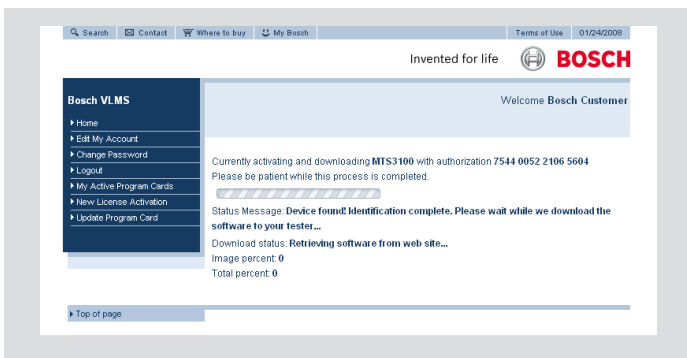 Search Contact Where to buy My Bosch Terms of Use 01/24/2008
Invented for life BOSCH
Bosch VLMS
Home
Edit My Account
Change Password
Logout
My Active Program Cards
New License Activation
Update Program Card
Welcome Bosch Customer
Currently activating and downloading MTS3100 with authorization 7544 0052 2106 5604
Please be patient while this process is completed.
Status Message: Device found! Identification complete. Please wait while we download the
software to your tester...
Download status: Retrieving software from web site...
Image percent: 0
Total percent: 0
Top of page